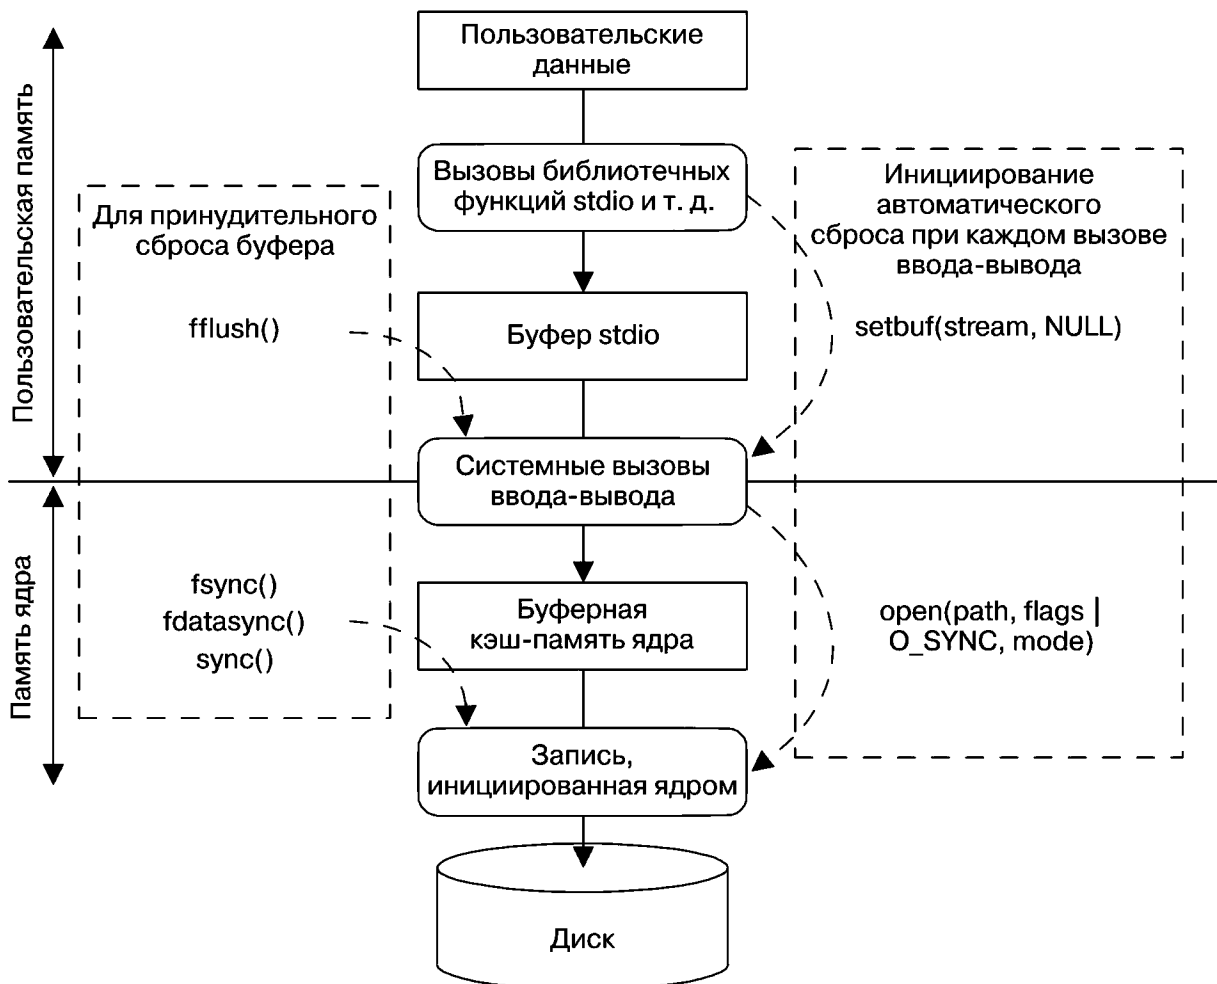 Пользовательские
данные
Пользовательская память
Вызовы библиотечных
функций stdio и т. д.
Для принудительного
сброса буфера
Инициирование
автоматического
сброса при каждом вызове
ввода-вывода
fflush()
Буфер stdio
setbuf(stream, NULL)
Системные вызовы
ввода-вывода
Память ядра
fsync()
fdatasync()
sync()
Буферная
кэш-память ядра
open(path, flags |
O_SYNC, mode)
Запись,
инициированная ядром
Диск